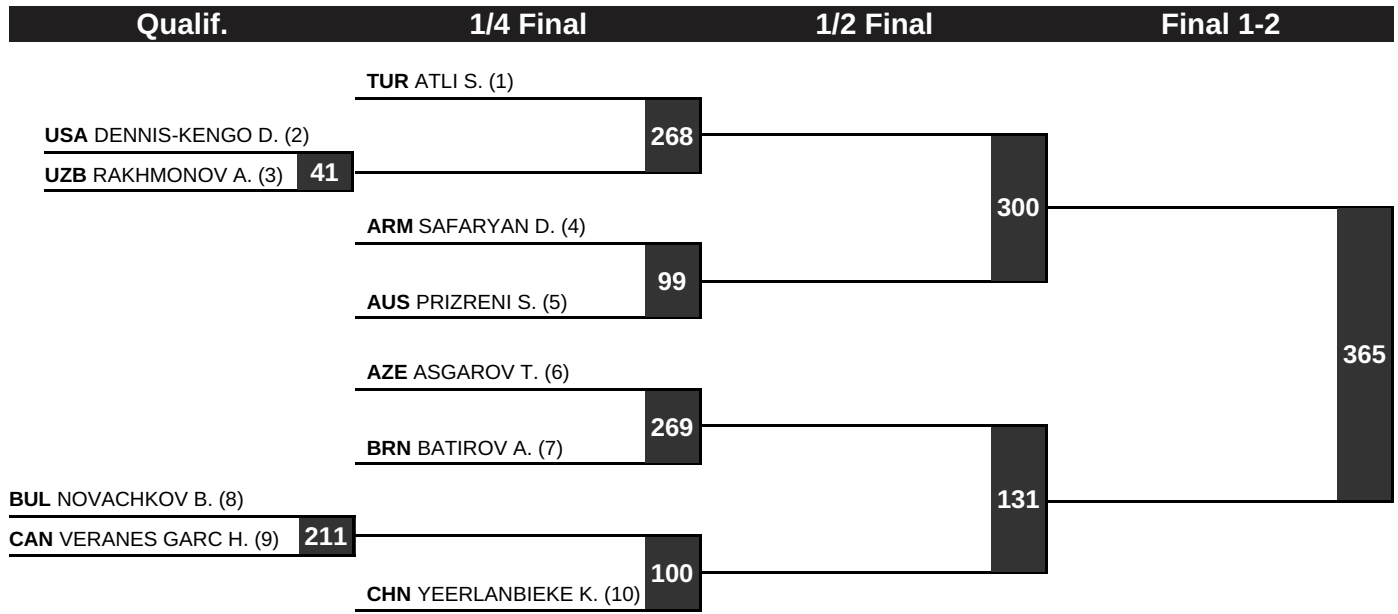 Qualif. 1/4 Final 1/2 Final Final 1-2
TUR ATLI S. (1)
268
USA DENNIS-KENGO D. (2)
UZB RAKHMONOV A. (3) 41
300
ARM SAFARYAN D. (4)
99
AUS PRIZRENI S. (5)
365
AZE ASGAROV T. (6)
269
BRN BATIROV A. (7)
131
BUL NOVACHKOV B. (8)
CAN VERANES GARC H. (9) 211
100
CHN YEERLANBIEKE K. (10)